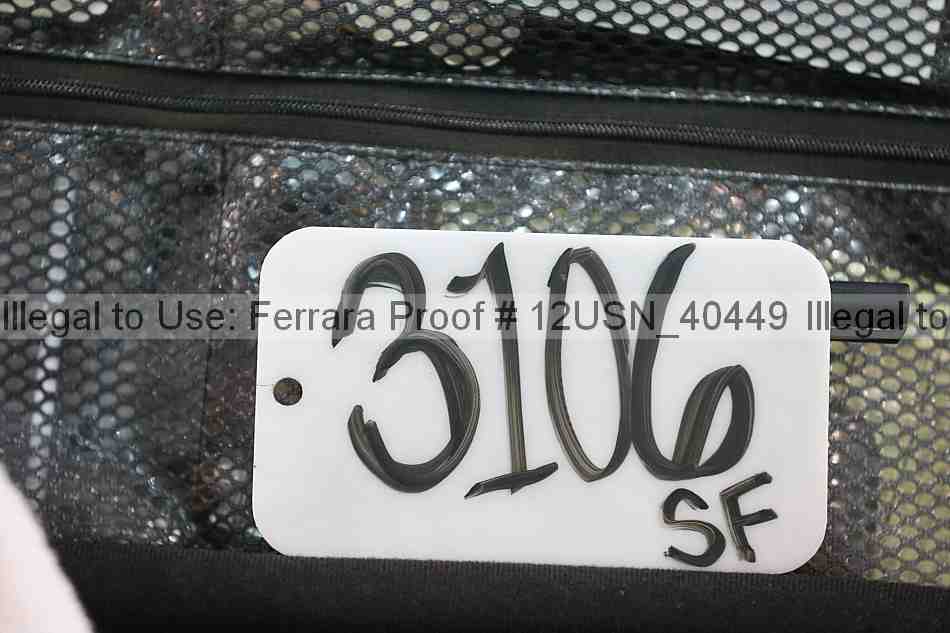 Illegal to Use: Ferrara Proof # 12USN_40449 Illegal to
3106
SF